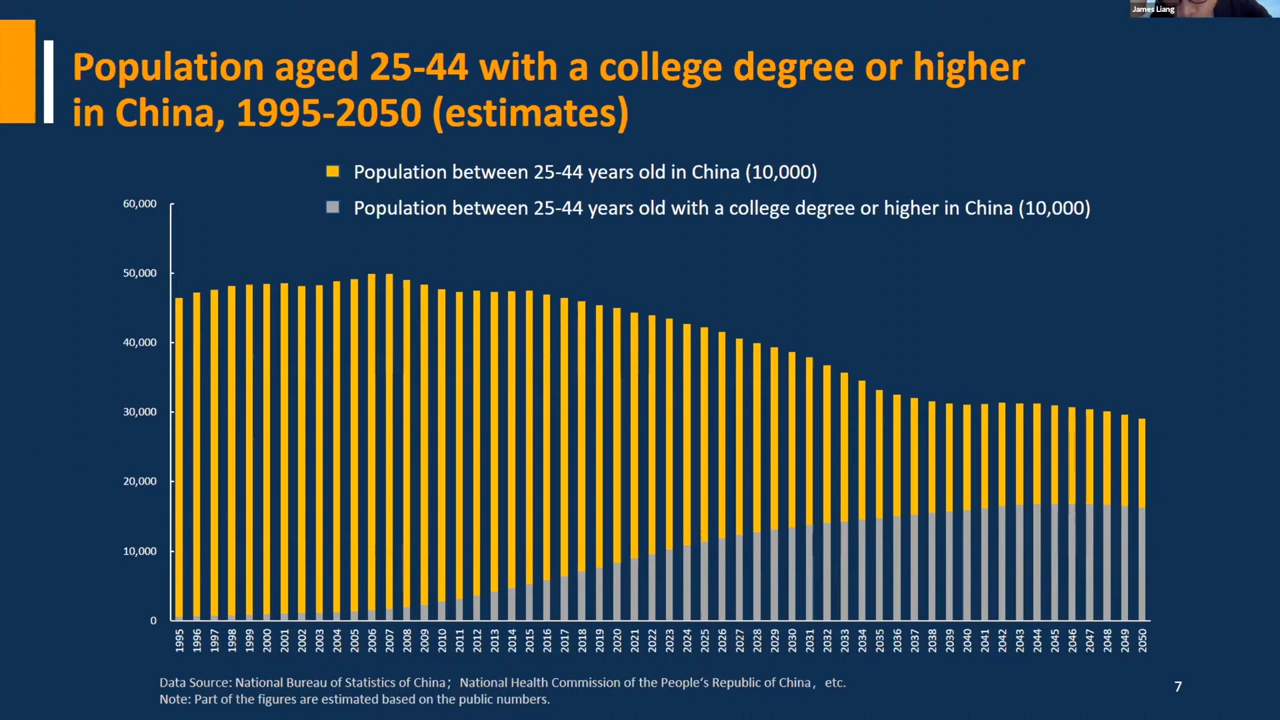 James Liang
Population aged 25-44 with a college degree or higher
in China, 1995-2050 (estimates)
Population between 25-44 years old in China (10,000)
Population between 25-44 years old with a college degree or higher in China (10,000)
60,000
50,000
40,000
30,000
20,000
10,000
0
1995 1996 1997 1998 1999 2000 2001 2002 2003 2004 2005 2006 2007 2008 2009 2010 2011 2012 2013 2014 2015 2016 2017 2018 2019 2020 2021 2022 2023 2024 2025 2026 2027 2028 2029 2030 2031 2032 2033 2034 2035 2036 2037 2038 2039 2040 2041 2042 2043 2044 2045 2046 2047 2048 2049 2050
Data Source: National Bureau of Statistics of China；National Health Commission of the People‘s Republic of China，etc.
Note: Part of the figures are estimated based on the public numbers.
7